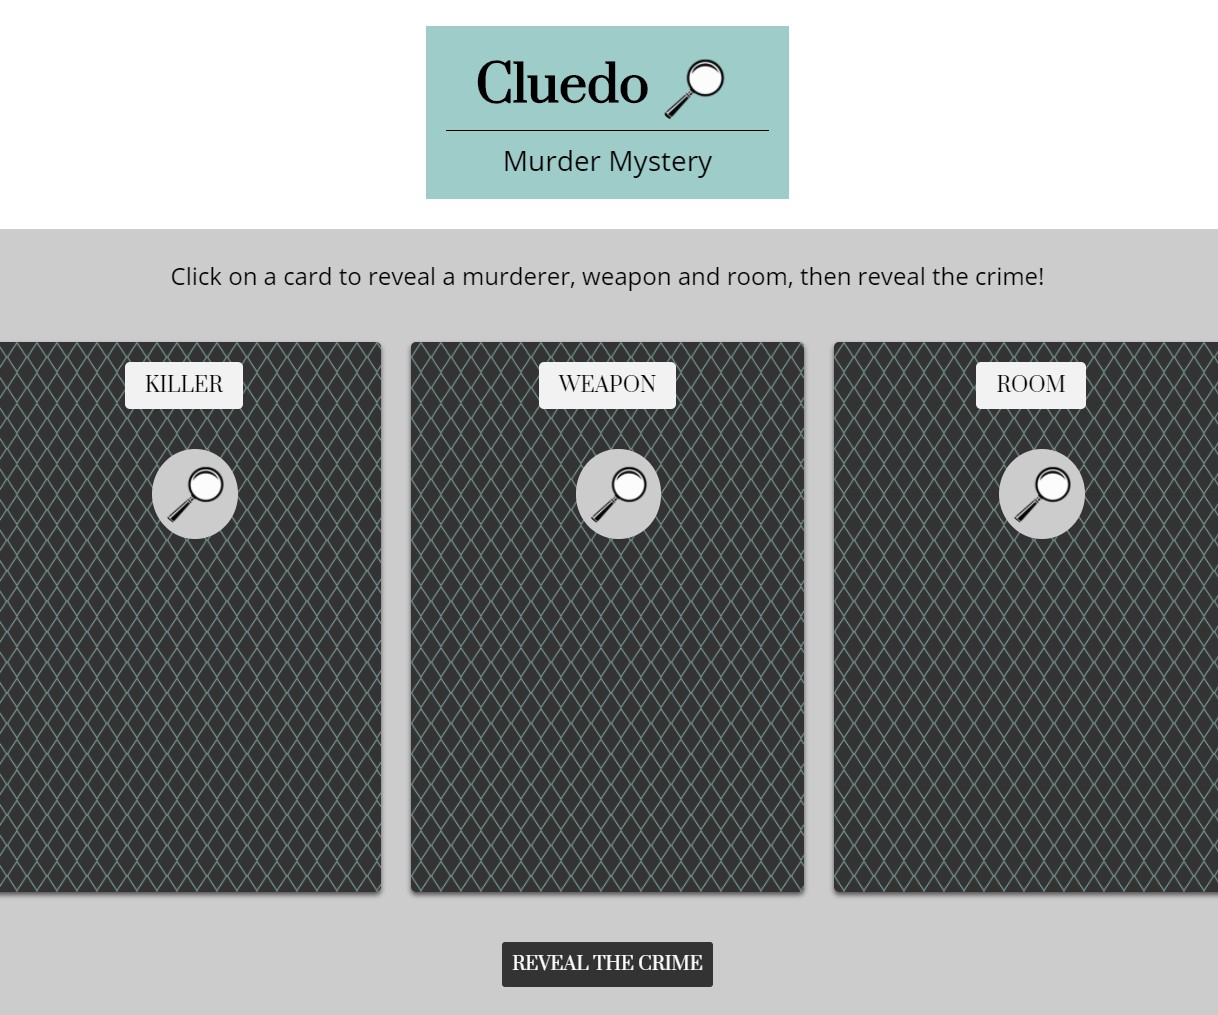 Cluedo
Murder Mystery
Click on a card to reveal a murderer, weapon and room, then reveal the crime!
KILLER
WEAPON
ROOM
REVEAL THE CRIME